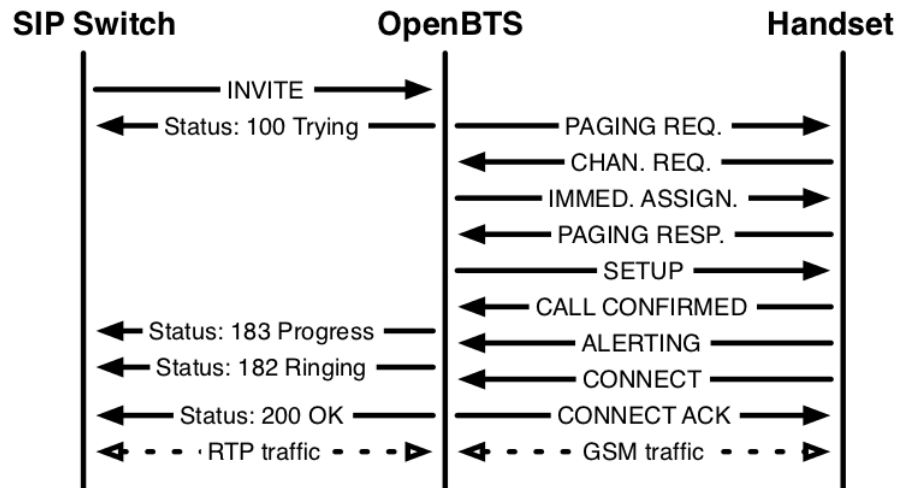 SIP Switch OpenBTS Handset
INVITE
Status: 100 Trying PAGING REQ.
CHAN. REQ.
IMMED. ASSIGN.
PAGING RESP.
SETUP
CALL CONFIRMED
Status: 183 Progress
ALERTING
Status: 182 Ringing
CONNECT
Status: 200 OK CONNECT ACK
RTP traffic GSM traffic